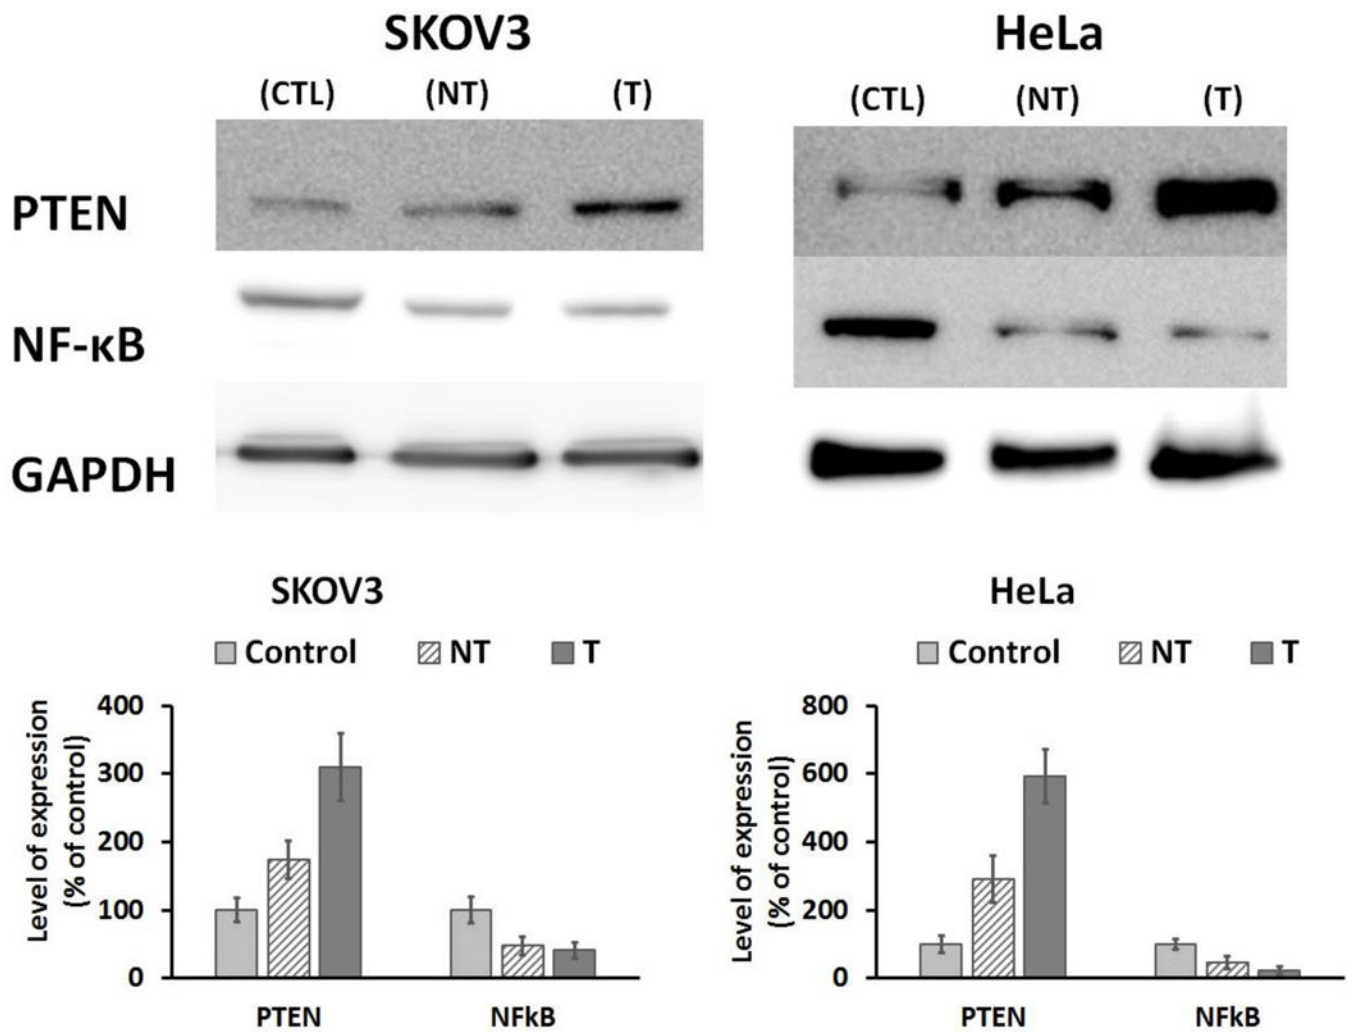 SKOV3
HeLa
(CTL) (NT) (T)
(CTL) (NT) (T)
PTEN
NF-κB
GAPDH
SKOV3
Control NT T
Level of expression
(% of control)
400
300
200
100
0
PTEN NFkB
HeLa
Control NT T
Level of expression
(% of control)
800
600
400
200
0
PTEN NFkB